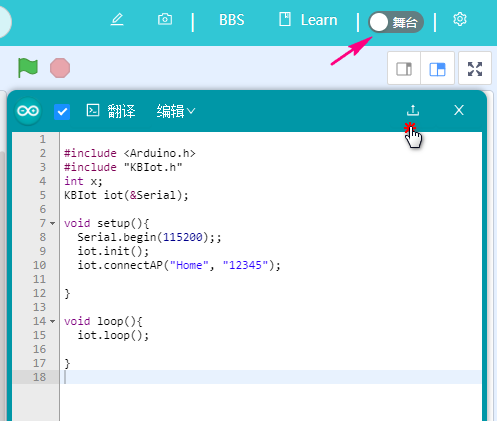 BBS Learn 舞台
翻译 编辑
1
2 #include <Arduino.h>
3 #include "KBIot.h"
4 int x;
5 KBIot iot(&Serial);
6
7 void setup(){
8 Serial.begin(115200);;
9 iot.init();
10 iot.connectAP("Home", "12345");
11
12 }
13
14 void loop(){
15 iot.loop();
16
17 }
18